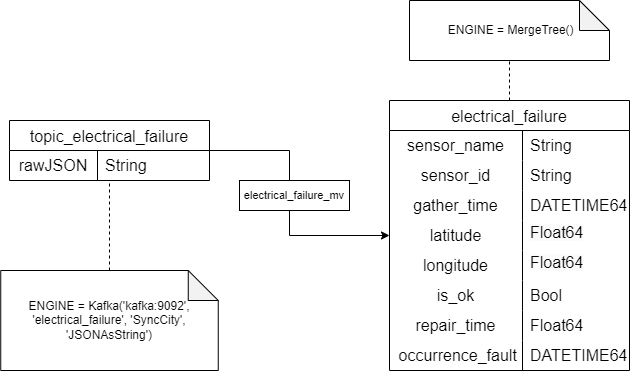 ENGINE = MergeTree()
topic_electrical_failure
rawJSON String
electrical_failure_mv
ENGINE = Kafka('kafka:9092',
'electrical_failure', 'SyncCity',
'JSONAsString')
electrical_failure
sensor_name String
sensor_id String
gather_time DATETIME64
latitude Float64
longitude Float64
is_ok Bool
repair_time Float64
occurrence_fault DATETIME64